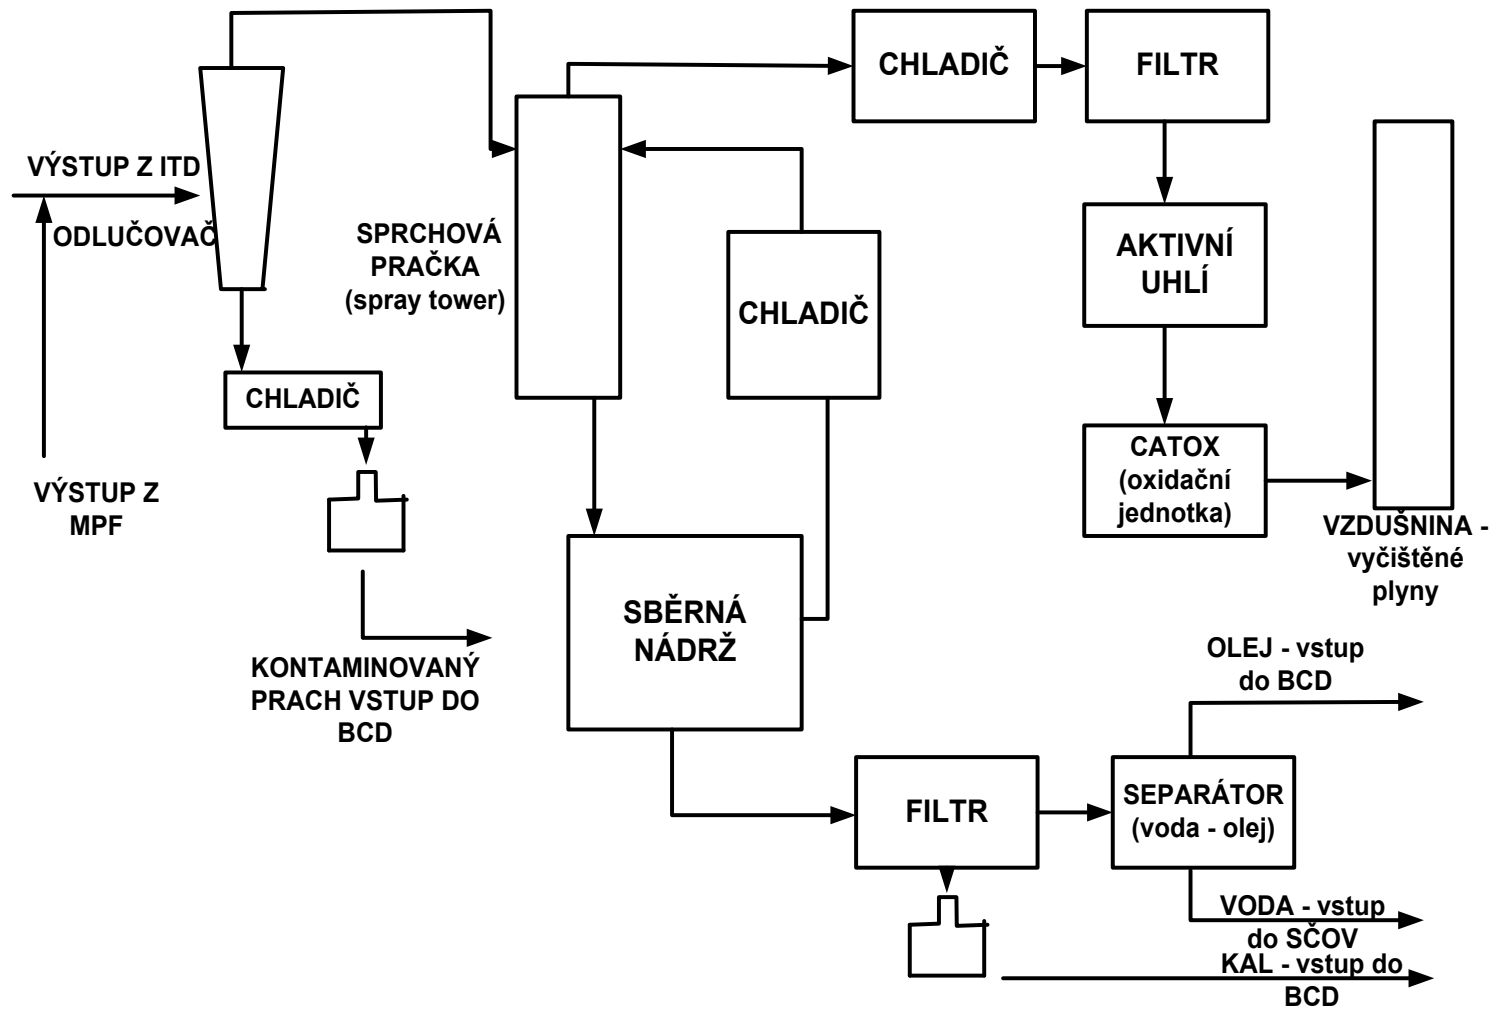 CHLADIČ
FILTR
VÝSTUP Z ITD
ODLUČOVAČ
SPRCHOVÁ
PRAČKA
(spray tower)
AKTIVNÍ
UHLÍ
CHLADIČ
CHLADIČ
VÝSTUP Z
MPF
CATOX
(oxidační
jednotka)
VZDUŠNINA -
vyčištěné
plyny
SBĚRNÁ
NÁDRŽ
KONTAMINOVANÝ
PRACH VSTUP DO
BCD
OLEJ - vstup
do BCD
FILTR
SEPARÁTOR
(voda - olej)
VODA - vstup
do SČOV
KAL - vstup do
BCD